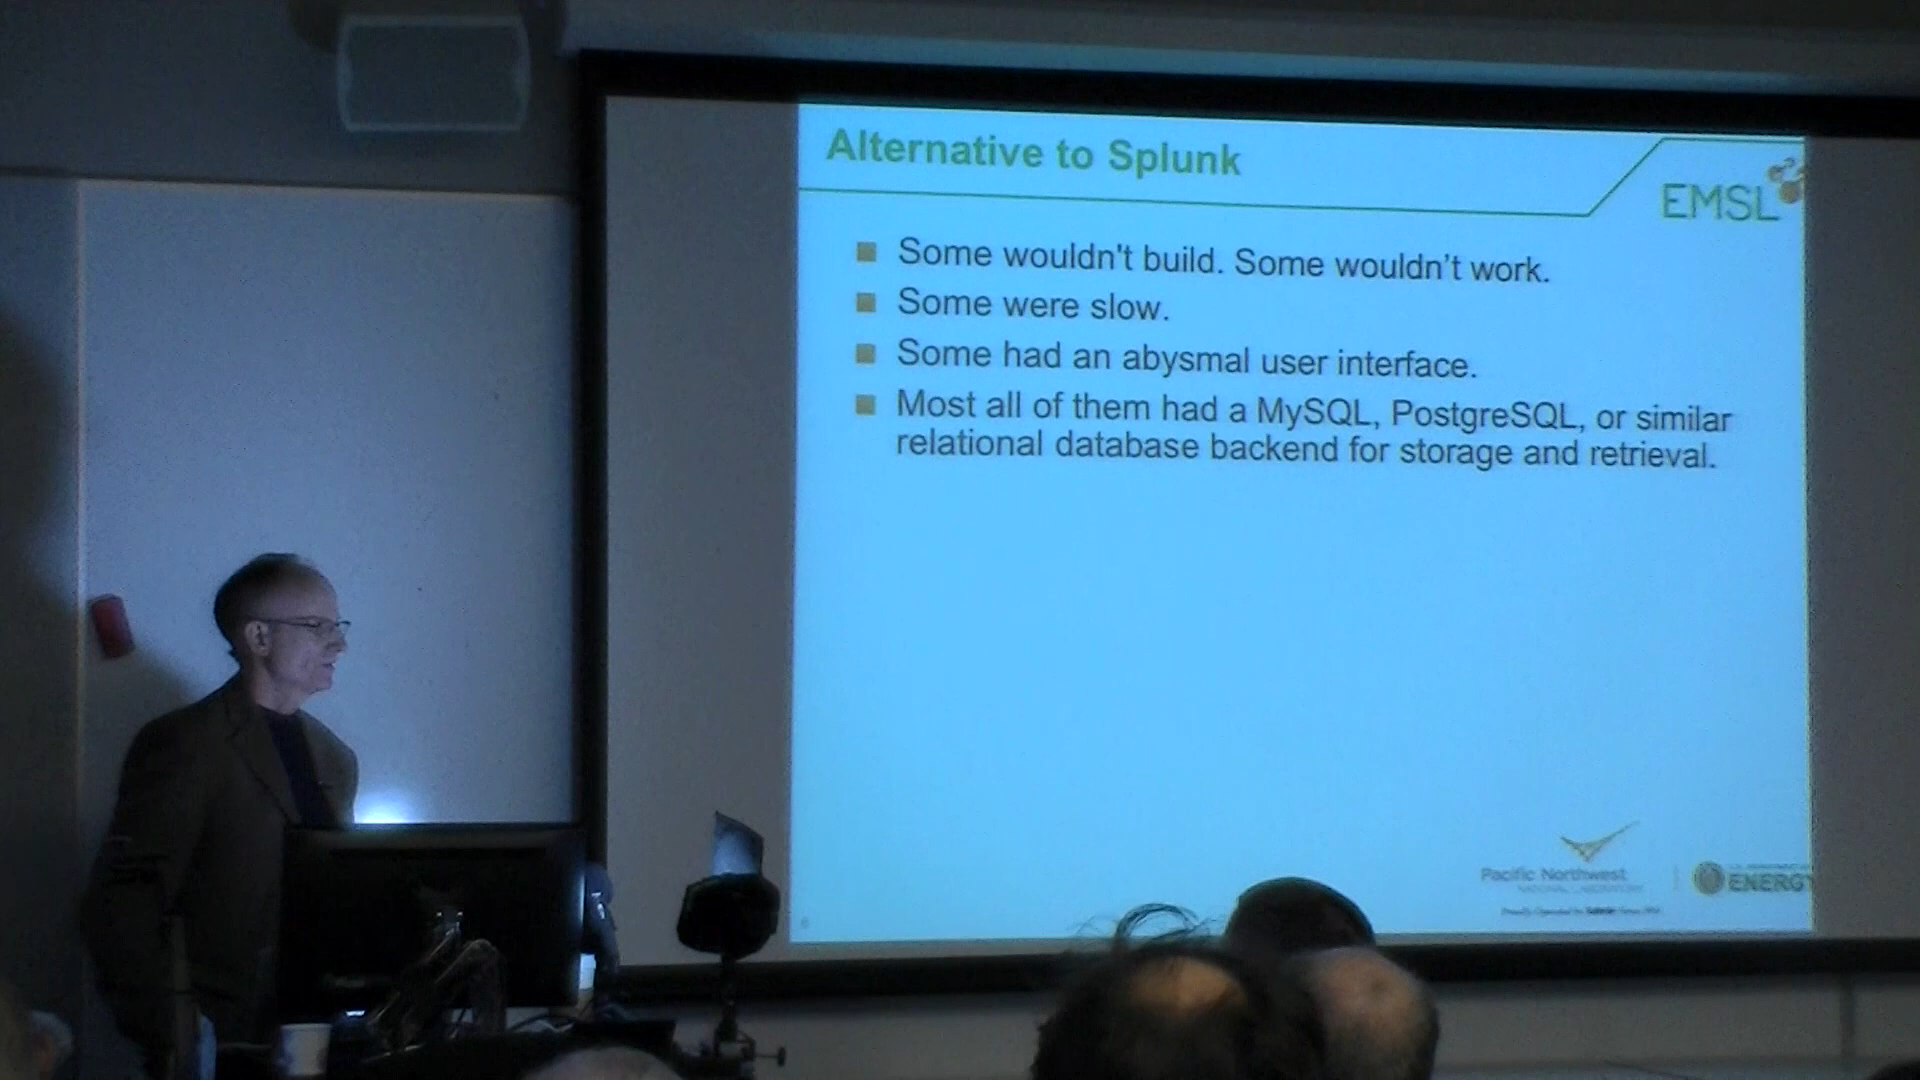 Alternative to Splunk
EMSL
Some wouldn't build. Some wouldn't work.
Some were slow.
Some had an abysmal user interface.
Most all of them had a MySQL, PostgreSQL, or similar
relational database backend for storage and retrieval.
Pacific Northwest
NATIONAL LABORATORY
ENERGY